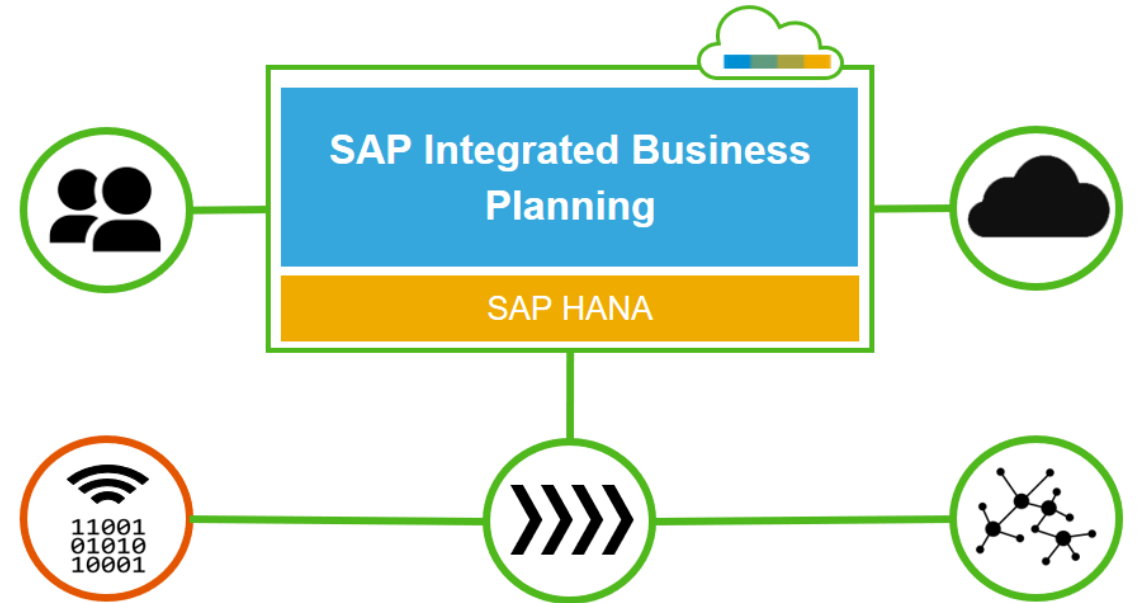 SAP Integrated Business
Planning
SAP HANA
11001
01010
10001